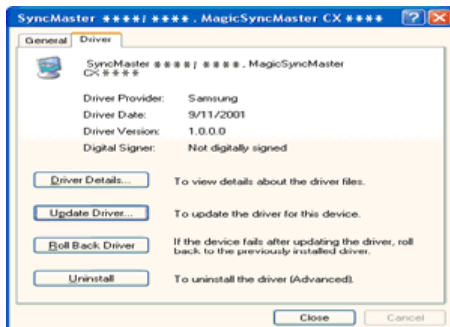 SyncMaster ****/ ****. MagicSyncMaster CX ****
General Driver
SyncMaster ****/ ****. MagicSyncMaster
CX ****
Driver Provider: Samsung
Driver Date: 9/11/2001
Driver Version: 1.0.0.0
Digital Signer: Not digitally signed
Driver Details... To view details about the driver files.
Update Driver... To update the driver for this device.
Roll Back Driver If the device fails after updating the driver, roll
back to the previously installed driver.
Uninstall To uninstall the driver (Advanced).
Close Cancel